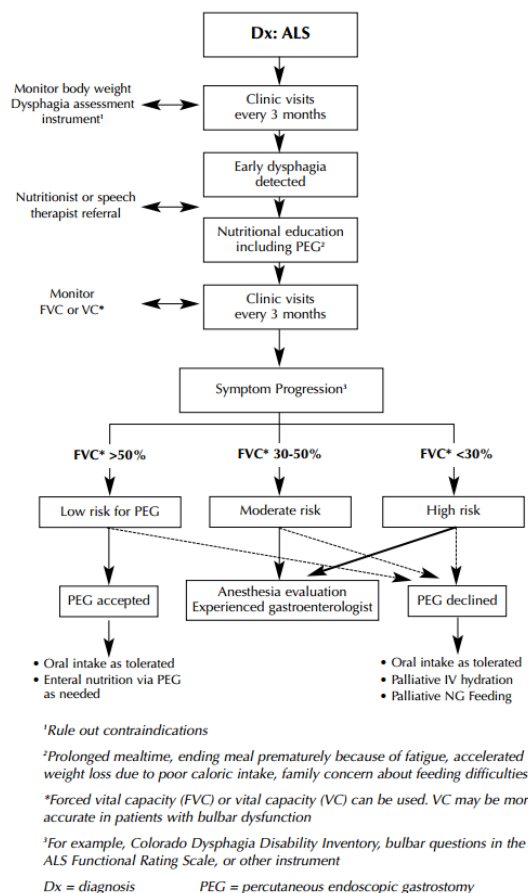 Dx: ALS
Monitor body weight
Dysphagia assessment
instrument¹
Clinic visits
every 3 months
Early dysphagia
detected
Nutritionist or speech
therapist referral
Nutritional education
including PEG²
Monitor
FVC or VC*
Clinic visits
every 3 months
Symptom Progression³
FVC* >50%
FVC* 30-50%
FVC* <30%
Low risk for PEG
Moderate risk
High risk
PEG accepted
Anesthesia evaluation
Experienced gastroenterologist
PEG declined
• Oral intake as tolerated
• Enteral nutrition via PEG
as needed
• Oral intake as tolerated
• Palliative IV hydration
• Palliative NG Feeding
¹Rule out contraindications
²Prolonged mealtime, ending meal prematurely because of fatigue, accelerated
weight loss due to poor caloric intake, family concern about feeding difficulties
*Forced vital capacity (FVC) or vital capacity (VC) can be used. VC may be mor
accurate in patients with bulbar dysfunction
³For example, Colorado Dysphagia Disability Inventory, bulbar questions in the
ALS Functional Rating Scale, or other instrument
Dx = diagnosis PEG = percutaneous endoscopic gastrostomy